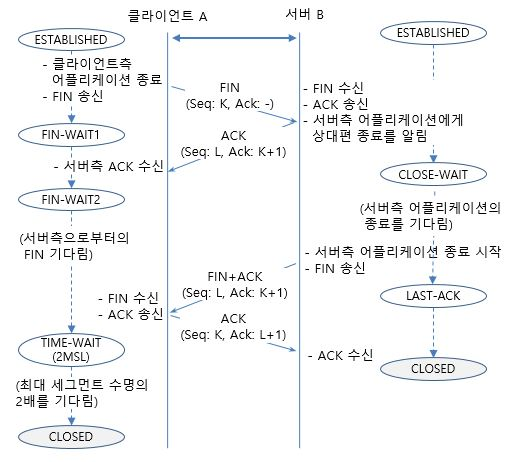 클라이언트 A
서버 B
ESTABLISHED
ESTABLISHED
- 클라이언트측
어플리케이션 종료
- FIN 송신
FIN
(Seq: K, Ack: -)
- FIN 수신
- ACK 송신
- 서버측 어플리케이션에게
상대편 종료를 알림
FIN-WAIT1
ACK
(Seq: L, Ack: K+1)
- 서버측 ACK 수신
CLOSE-WAIT
FIN-WAIT2
(서버측 어플리케이션의
종료를 기다림)
(서버측으로부터의
FIN 기다림)
- 서버측 어플리케이션 종료 시작
- FIN 송신
FIN+ACK
(Seq: L, Ack: K+1)
LAST-ACK
- FIN 수신
- ACK 송신
ACK
(Seq: K, Ack: L+1)
TIME-WAIT
(2MSL)
- ACK 수신
CLOSED
(최대 세그먼트 수명의
2배를 기다림)
CLOSED